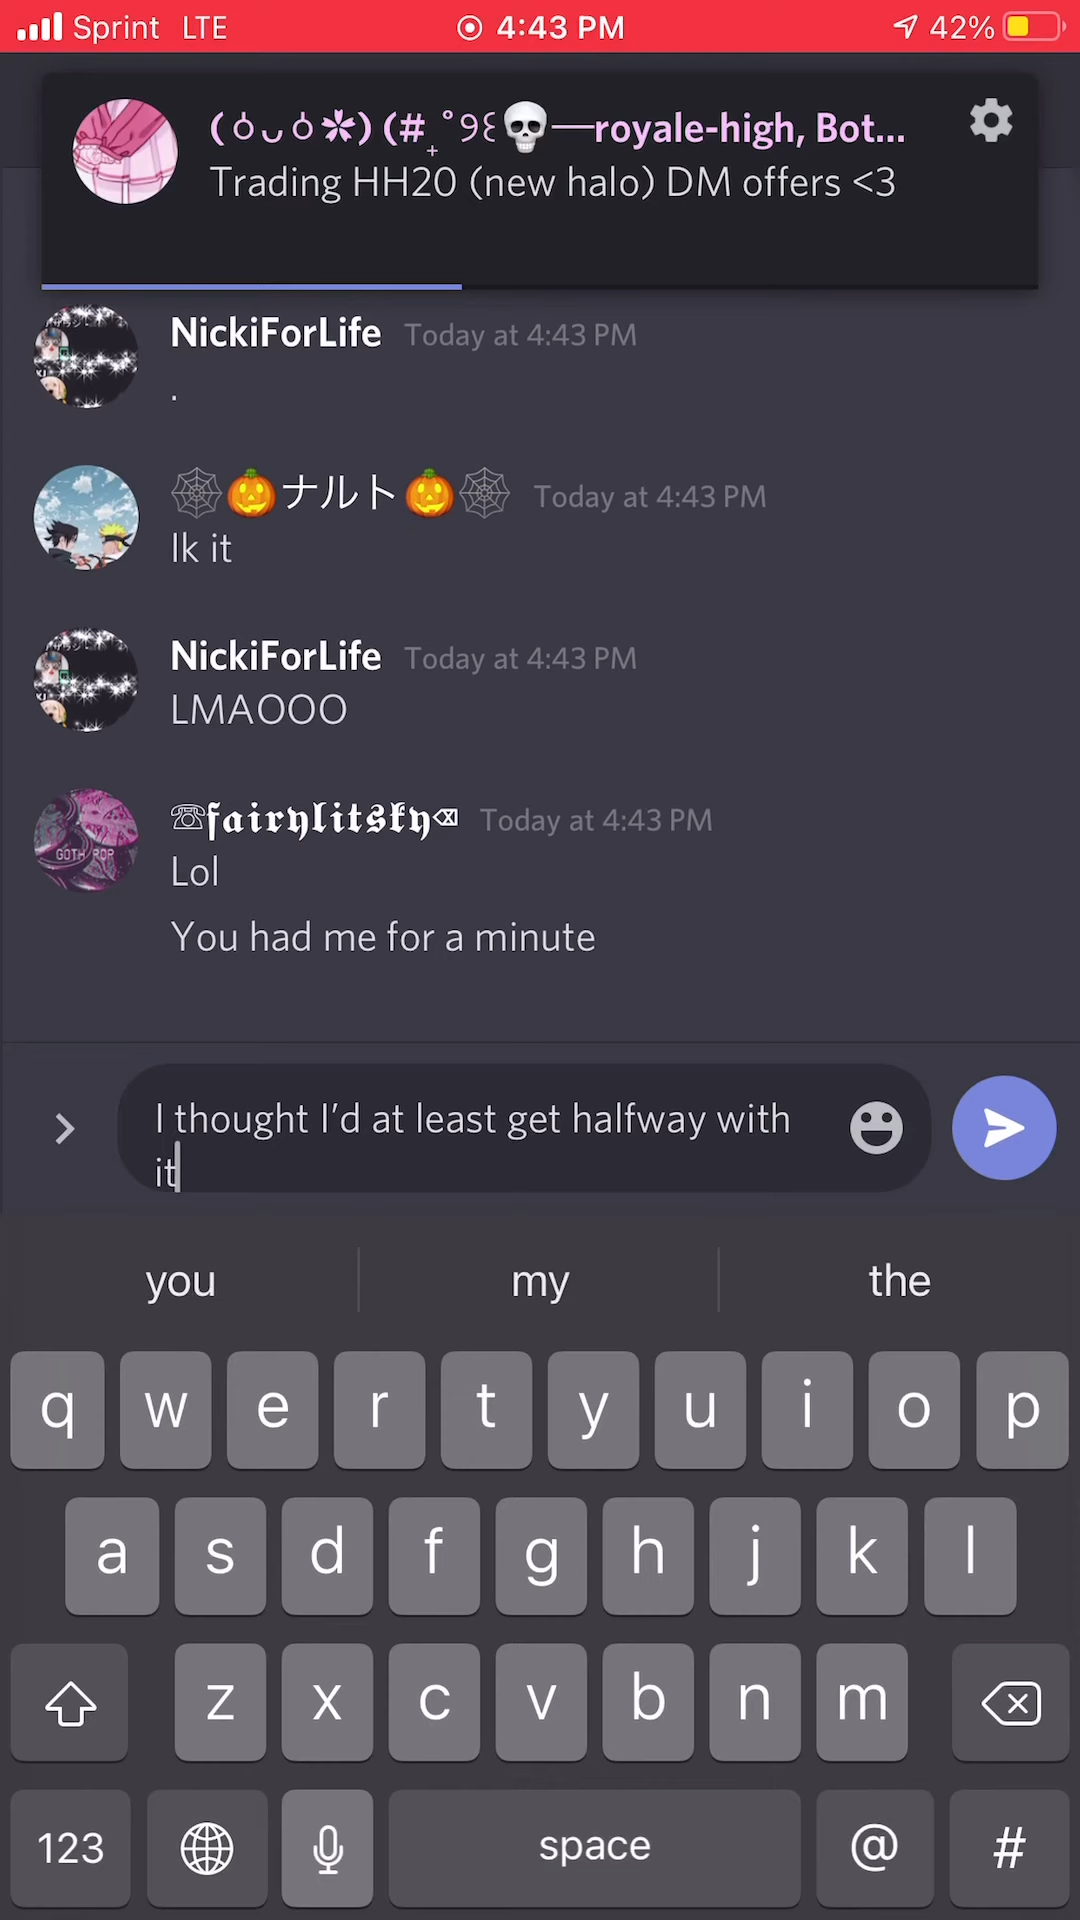 Sprint LTE 4:43 PM 42%
(♁ᴗ♁✽) (#˖˚୨꒰💀—royale-high, Bot...
Trading HH20 (new halo) DM offers <3
NickiForLife Today at 4:43 PM
.
🕸🎃ナルト🎃🕸 Today at 4:43 PM
Ik it
NickiForLife Today at 4:43 PM
LMAOOO
☏𝖋𝖆𝖎𝖗𝖞𝖑𝖎𝖙𝖘𝖐𝖞⌫ Today at 4:43 PM
Lol
You had me for a minute
GOTH POP
I thought I’d at least get halfway with
it
you my the
q w e r t y u i o p
a s d f g h j k l
z x c v b n m
123 space @ #